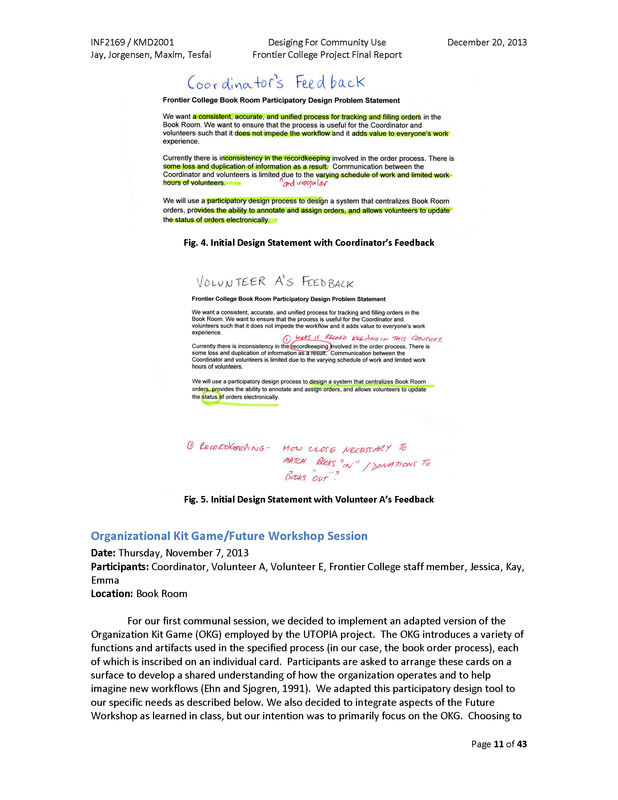 INF2169 / KMD2001 Desiging For Community Use December 20, 2013
Jay, Jorgensen, Maxim, Tesfai Frontier College Project Final Report
Coordinator's Feedback
Frontier College Book Room Participatory Design Problem Statement
We want a consistent, accurate, and unified process for tracking and filling orders in the
Book Room. We want to ensure that the process is useful for the Coordinator and
volunteers such that it does not impede the workflow and it adds value to everyone's work
experience.
Currently there is inconsistency in the recordkeeping involved in the order process. There is
some loss and duplication of information as a result. Communication between the
Coordinator and volunteers is limited due to the varying schedule of work and limited work
hours of volunteers.
^and irregular
We will use a participatory design process to design a system that centralizes Book Room
orders, provides the ability to annotate and assign orders, and allows volunteers to update
the status of orders electronically.
Fig. 4. Initial Design Statement with Coordinator's Feedback
VOLUNTEER A'S FEEDBACK
Frontier College Book Room Participatory Design Problem Statement
We want a consistent, accurate, and unified process for tracking and filling orders in the
Book Room. We want to ensure that the process is useful for the Coordinator and
volunteers such that it does not impede the workflow and it adds value to everyone's work
experience.
① WHAT IS RECORD KEEPING IN THIS CONTEXT.
Currently there is inconsistency in the recordkeeping involved in the order process. There is
some loss and duplication of information as a result. Communication between the
Coordinator and volunteers is limited due to the varying schedule of work and limited work
hours of volunteers.
We will use a participatory design process to design a system that centralizes Book Room
orders, provides the ability to annotate and assign orders, and allows volunteers to update
the status of orders electronically.
① RECORDKEEPING - HOW CLOSE NECESSARY TO
MATCH BOOKS "IN" / DONATIONS TO
BOOKS "OUT"?
Fig. 5. Initial Design Statement with Volunteer A's Feedback
Organizational Kit Game/Future Workshop Session
Date: Thursday, November 7, 2013
Participants: Coordinator, Volunteer A, Volunteer E, Frontier College staff member, Jessica, Kay,
Emma
Location: Book Room
For our first communal session, we decided to implement an adapted version of the
Organization Kit Game (OKG) employed by the UTOPIA project. The OKG introduces a variety of
functions and artifacts used in the specified process (in our case, the book order process), each
of which is inscribed on an individual card. Participants are asked to arrange these cards on a
surface to develop a shared understanding of how the organization operates and to help
imagine new workflows (Ehn and Sjogren, 1991). We adapted this participatory design tool to
our specific needs as described below. We also decided to integrate aspects of the Future
Workshop as learned in class, but our intention was to primarily focus on the OKG. Choosing to
Page 11 of 43